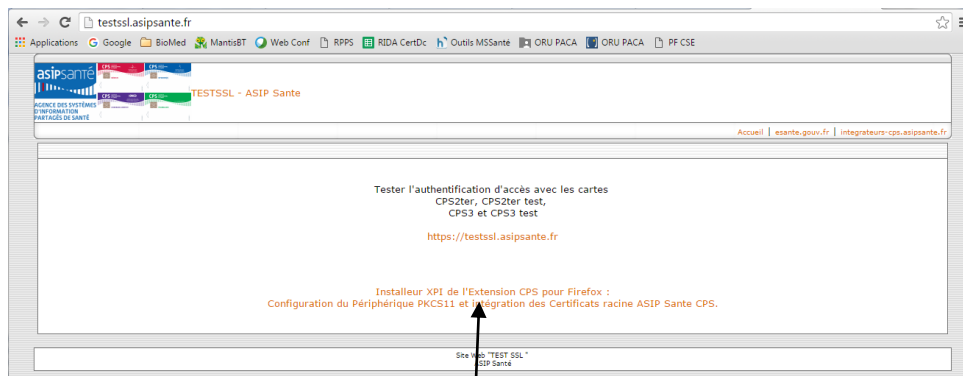 testssl.asipsante.fr
Applications Google BioMed MantisBT Web Conf RPPS RIDA CertDc Outils MSSanté ORU PACA ORU PACA PF CSE
asipsanté
AGENCE DES SYSTÈMES
D'INFORMATION
PARTAGÉS DE SANTÉ
TESTSSL - ASIP Sante
Accueil | esante.gouv.fr | integrateurs-cps.asipsante.fr
Tester l'authentification d'accès avec les cartes
CPS2ter, CPS2ter test,
CPS3 et CPS3 test
https://testssl.asipsante.fr
Installeur XPI de l'Extension CPS pour Firefox :
Configuration du Périphérique PKCS11 et intégration des Certificats racine ASIP Sante CPS.
Site Web "TEST SSL "
ASIP Santé